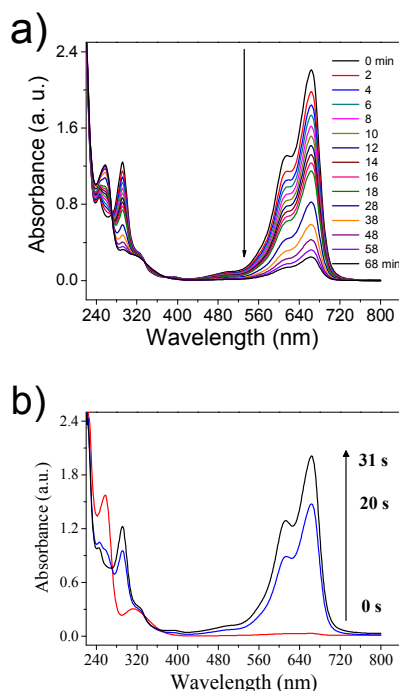 a)
Absorbance (a. u.)
2.4
1.8
1.2
0.6
0.0
0 min
2
4
6
8
10
12
14
16
18
28
38
48
58
68 min
240 320 400 480 560 640 720 800
Wavelength (nm)
b)
Absorbance (a.u.)
2.4
1.8
1.2
0.6
0.0
31 s
20 s
0 s
240 320 400 480 560 640 720 800
Wavelength (nm)